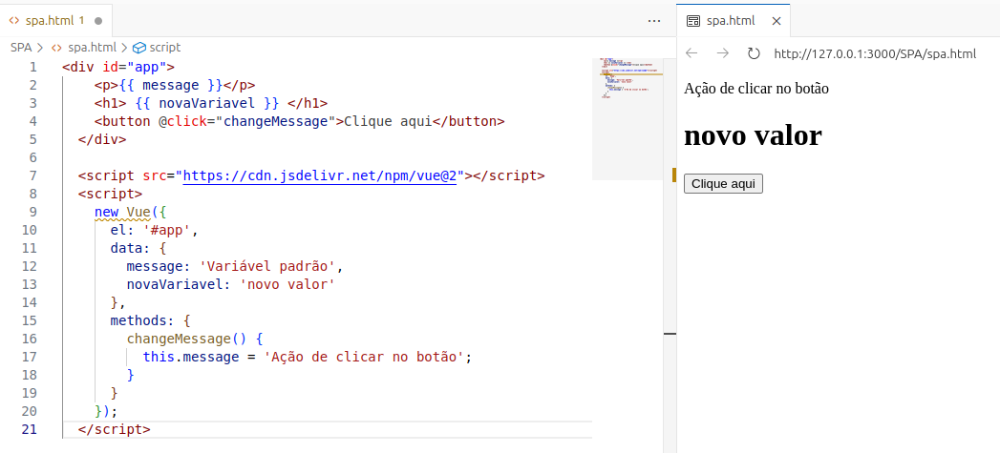 spa.html 1
SPA > spa.html > script
1 <div id="app">
2 <p>{{ message }}</p>
3 <h1> {{ novaVariavel }} </h1>
4 <button @click="changeMessage">Clique aqui</button>
5 </div>
6
7 <script src="https://cdn.jsdelivr.net/npm/vue@2"></script>
8 <script>
9 new Vue({
10 el: '#app',
11 data: {
12 message: 'Variável padrão',
13 novaVariavel: 'novo valor'
14 },
15 methods: {
16 changeMessage() {
17 this.message = 'Ação de clicar no botão';
18 }
19 }
20 });
21 </script>
spa.html
http://127.0.0.1:3000/SPA/spa.html
Ação de clicar no botão
novo valor
Clique aqui